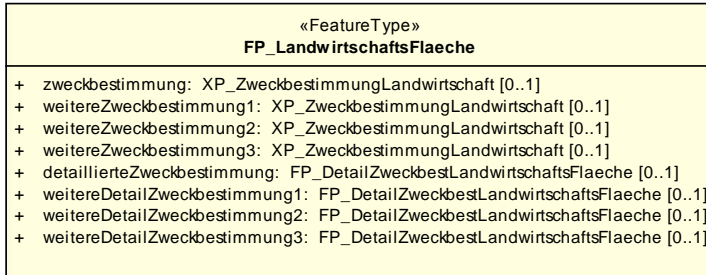 «FeatureType»
FP_LandwirtschaftsFlaeche
+ zweckbestimmung: XP_ZweckbestimmungLandwirtschaft [0..1]
+ weitereZweckbestimmung1: XP_ZweckbestimmungLandwirtschaft [0..1]
+ weitereZweckbestimmung2: XP_ZweckbestimmungLandwirtschaft [0..1]
+ weitereZweckbestimmung3: XP_ZweckbestimmungLandwirtschaft [0..1]
+ detaillierteZweckbestimmung: FP_DetailZweckbestLandwirtschaftsFlaeche [0..1]
+ weitereDetailZweckbestimmung1: FP_DetailZweckbestLandwirtschaftsFlaeche [0..1]
+ weitereDetailZweckbestimmung2: FP_DetailZweckbestLandwirtschaftsFlaeche [0..1]
+ weitereDetailZweckbestimmung3: FP_DetailZweckbestLandwirtschaftsFlaeche [0..1]